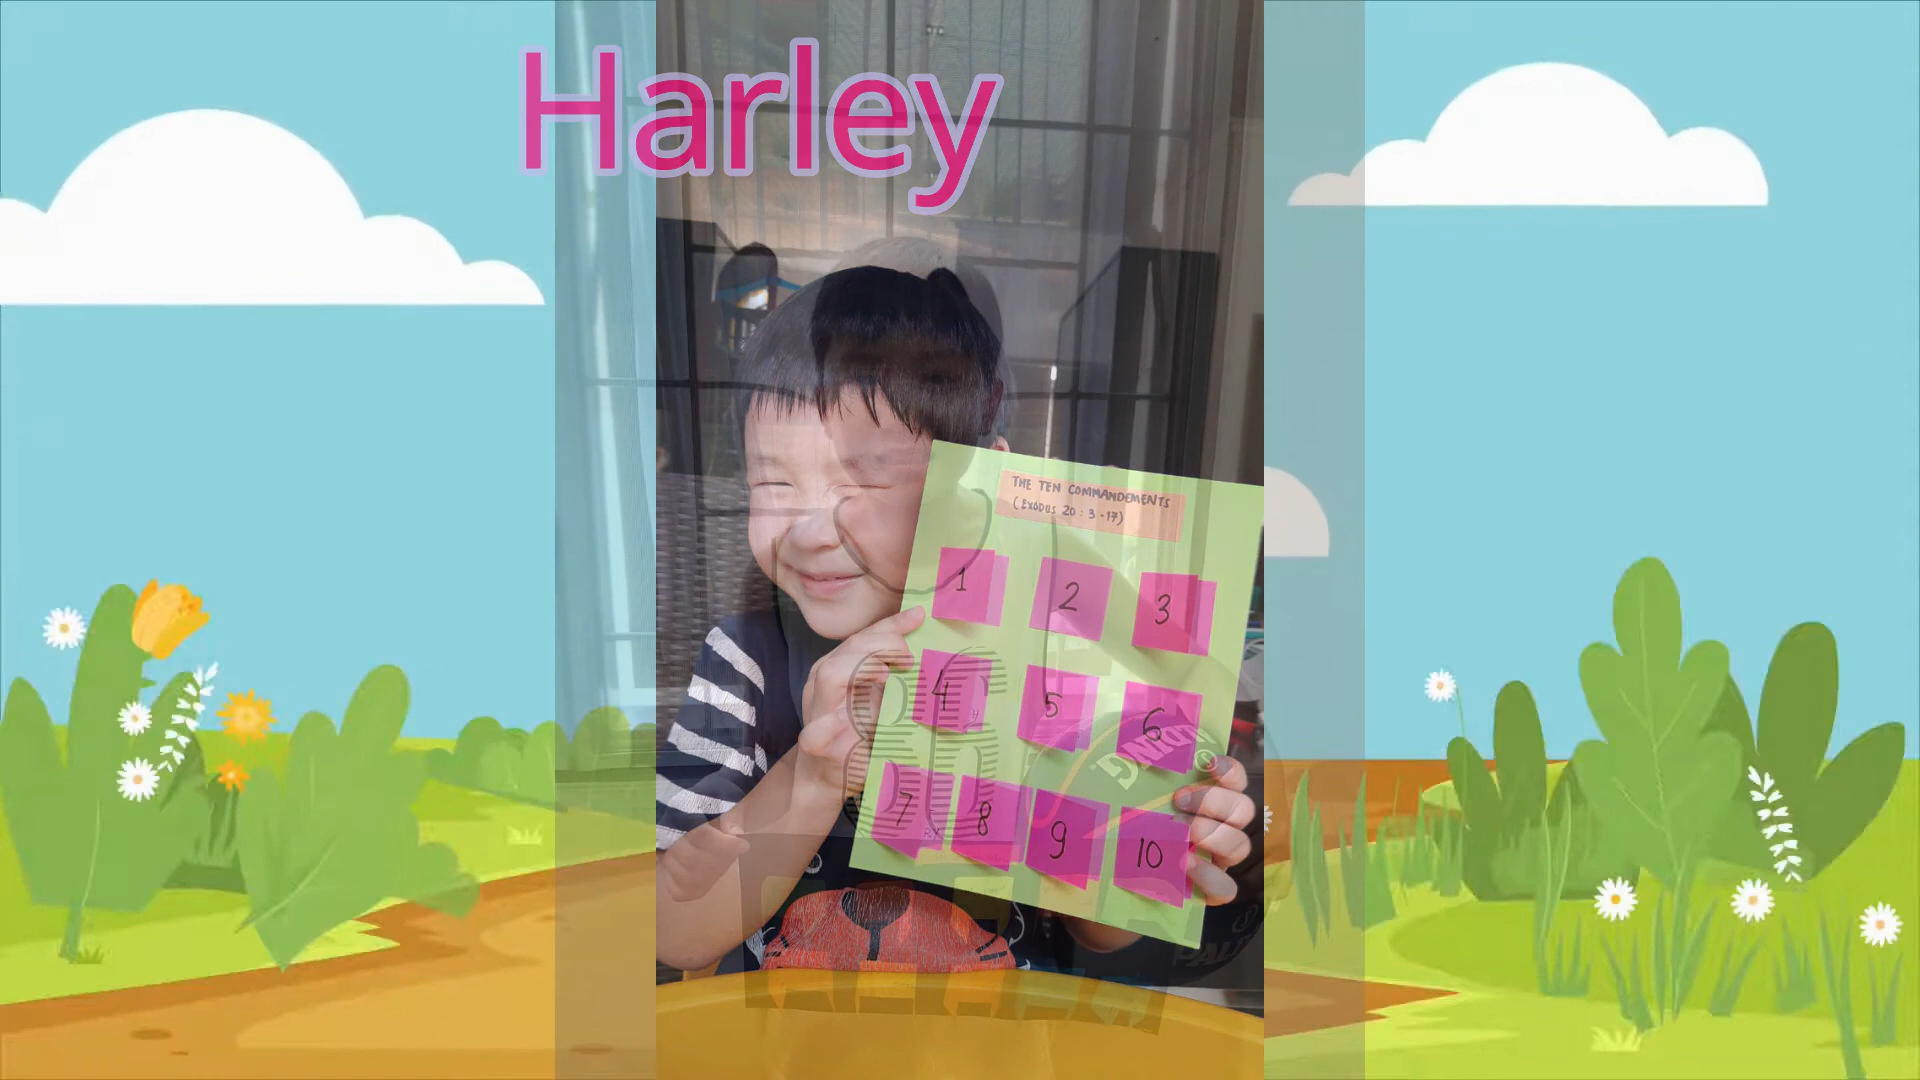 Harley
THE TEN COMMANDEMENTS
(EXODUS 20 : 3 - 17)
1 2 3
4 5 6
7 8 9 10